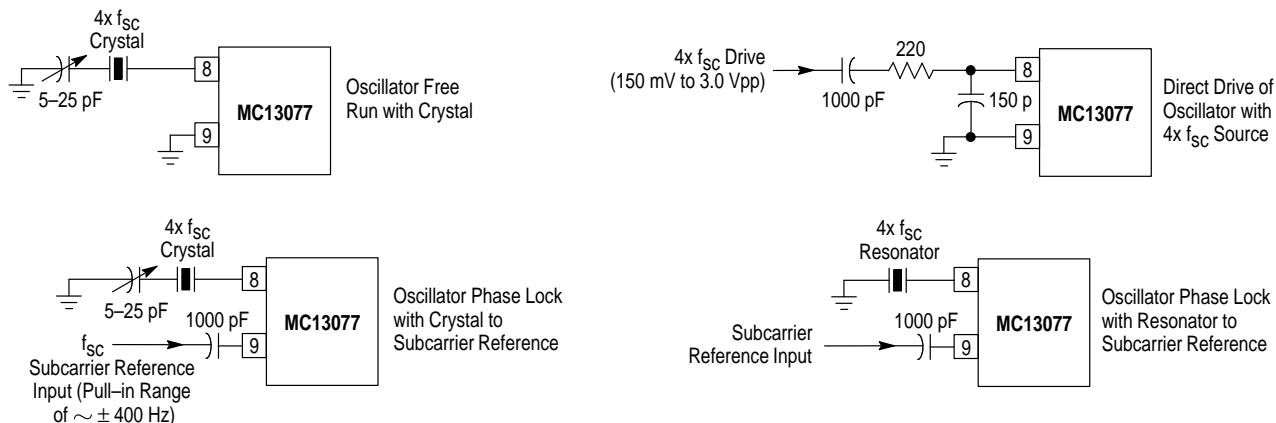 4x fSC
Crystal
5–25 pF
8
9
MC13077
Oscillator Free
Run with Crystal
4x fSC Drive
(150 mV to 3.0 Vpp)
1000 pF
220
150 p
8
9
MC13077
Direct Drive of
Oscillator with
4x fSC Source
4x fSC
Crystal
5–25 pF
1000 pF
8
9
MC13077
fSC
Subcarrier Reference
Input (Pull–in Range
of ∼ ± 400 Hz)
Oscillator Phase Lock
with Crystal to
Subcarrier Reference
4x fSC
Resonator
8
9
MC13077
1000 pF
Subcarrier
Reference Input
Oscillator Phase Lock
with Resonator to
Subcarrier Reference